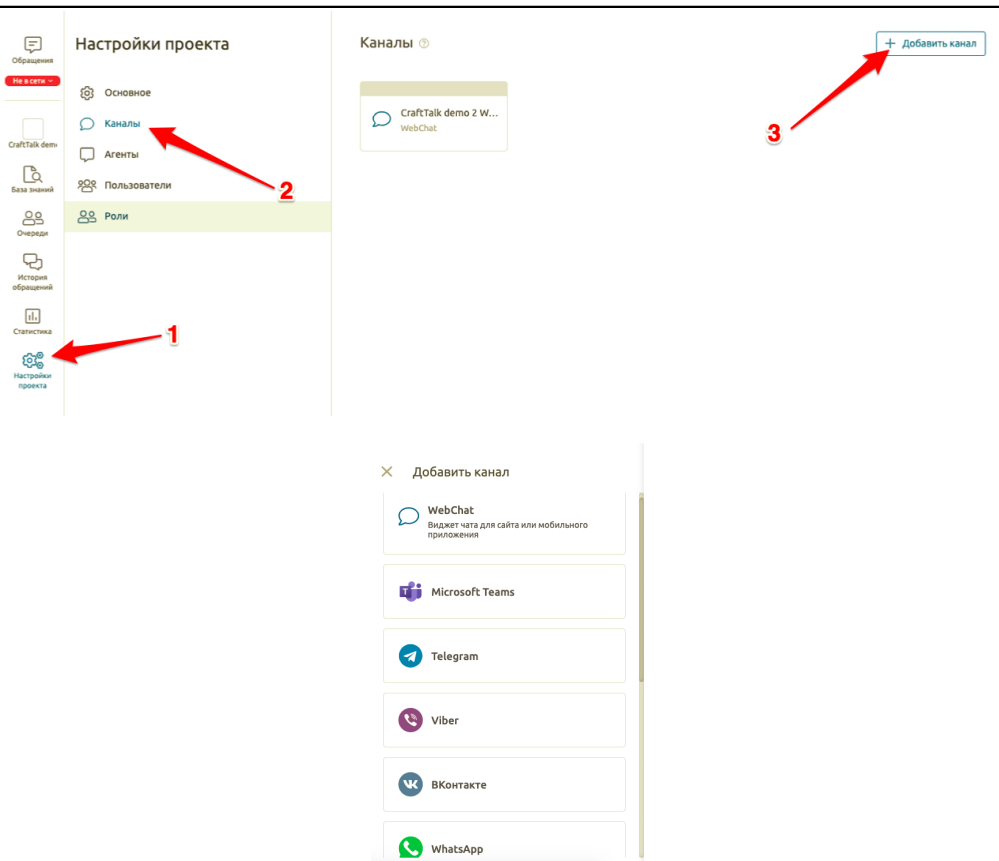 Обращения
Не в сети
CraftTalk demo
База знаний
Очереди
История
обращений
Статистика
Настройки
проекта
1
Настройки проекта
Основное
Каналы
Агенты
Пользователи
Роли
2
Каналы
+ Добавить канал
CraftTalk demo 2 W...
WebChat
3
Добавить канал
WebChat
Виджет чата для сайта или мобильного
приложения
Microsoft Teams
Telegram
Viber
ВКонтакте
WhatsApp